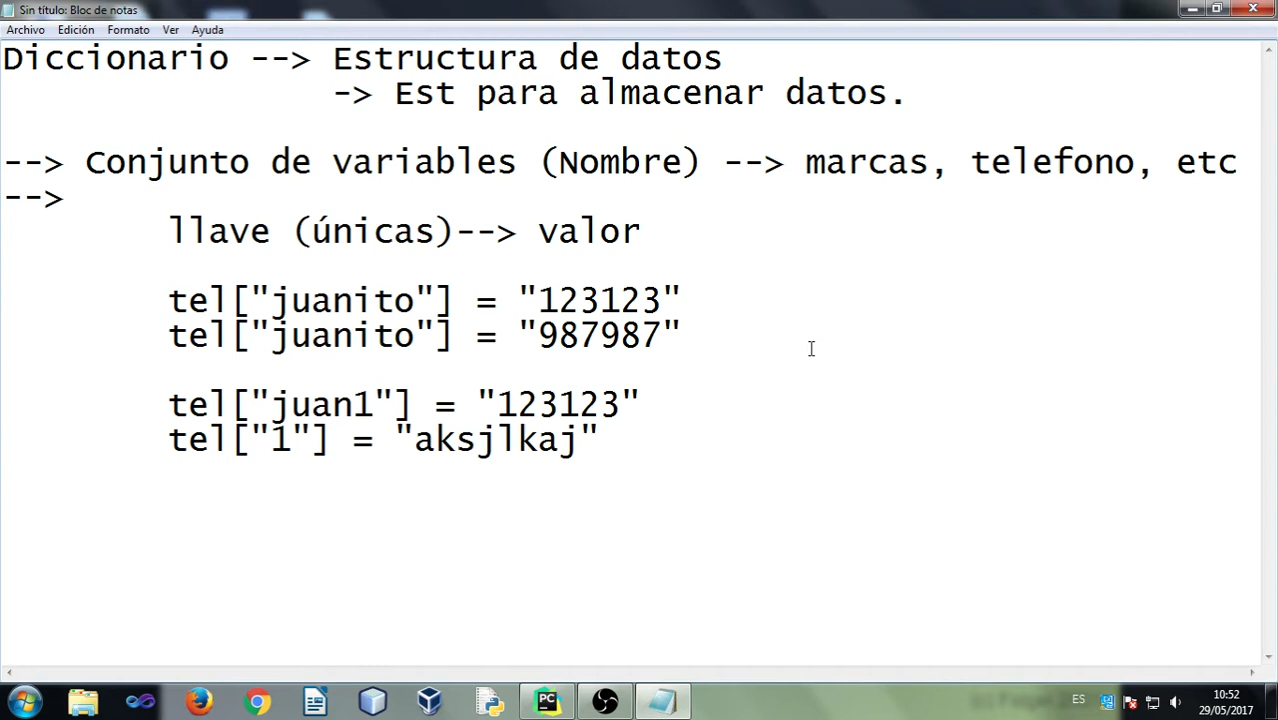 Sin título: Bloc de notas
Archivo Edición Formato Ver Ayuda
Diccionario --> Estructura de datos
-> Est para almacenar datos.
--> Conjunto de variables (Nombre) --> marcas, telefono, etc
-->
llave (únicas)--> valor
tel["juanito"] = "123123"
tel["juanito"] = "987987"
tel["juan1"] = "123123"
tel["1"] = "aksjlkaj"
PC
ES
10:52
29/05/2017